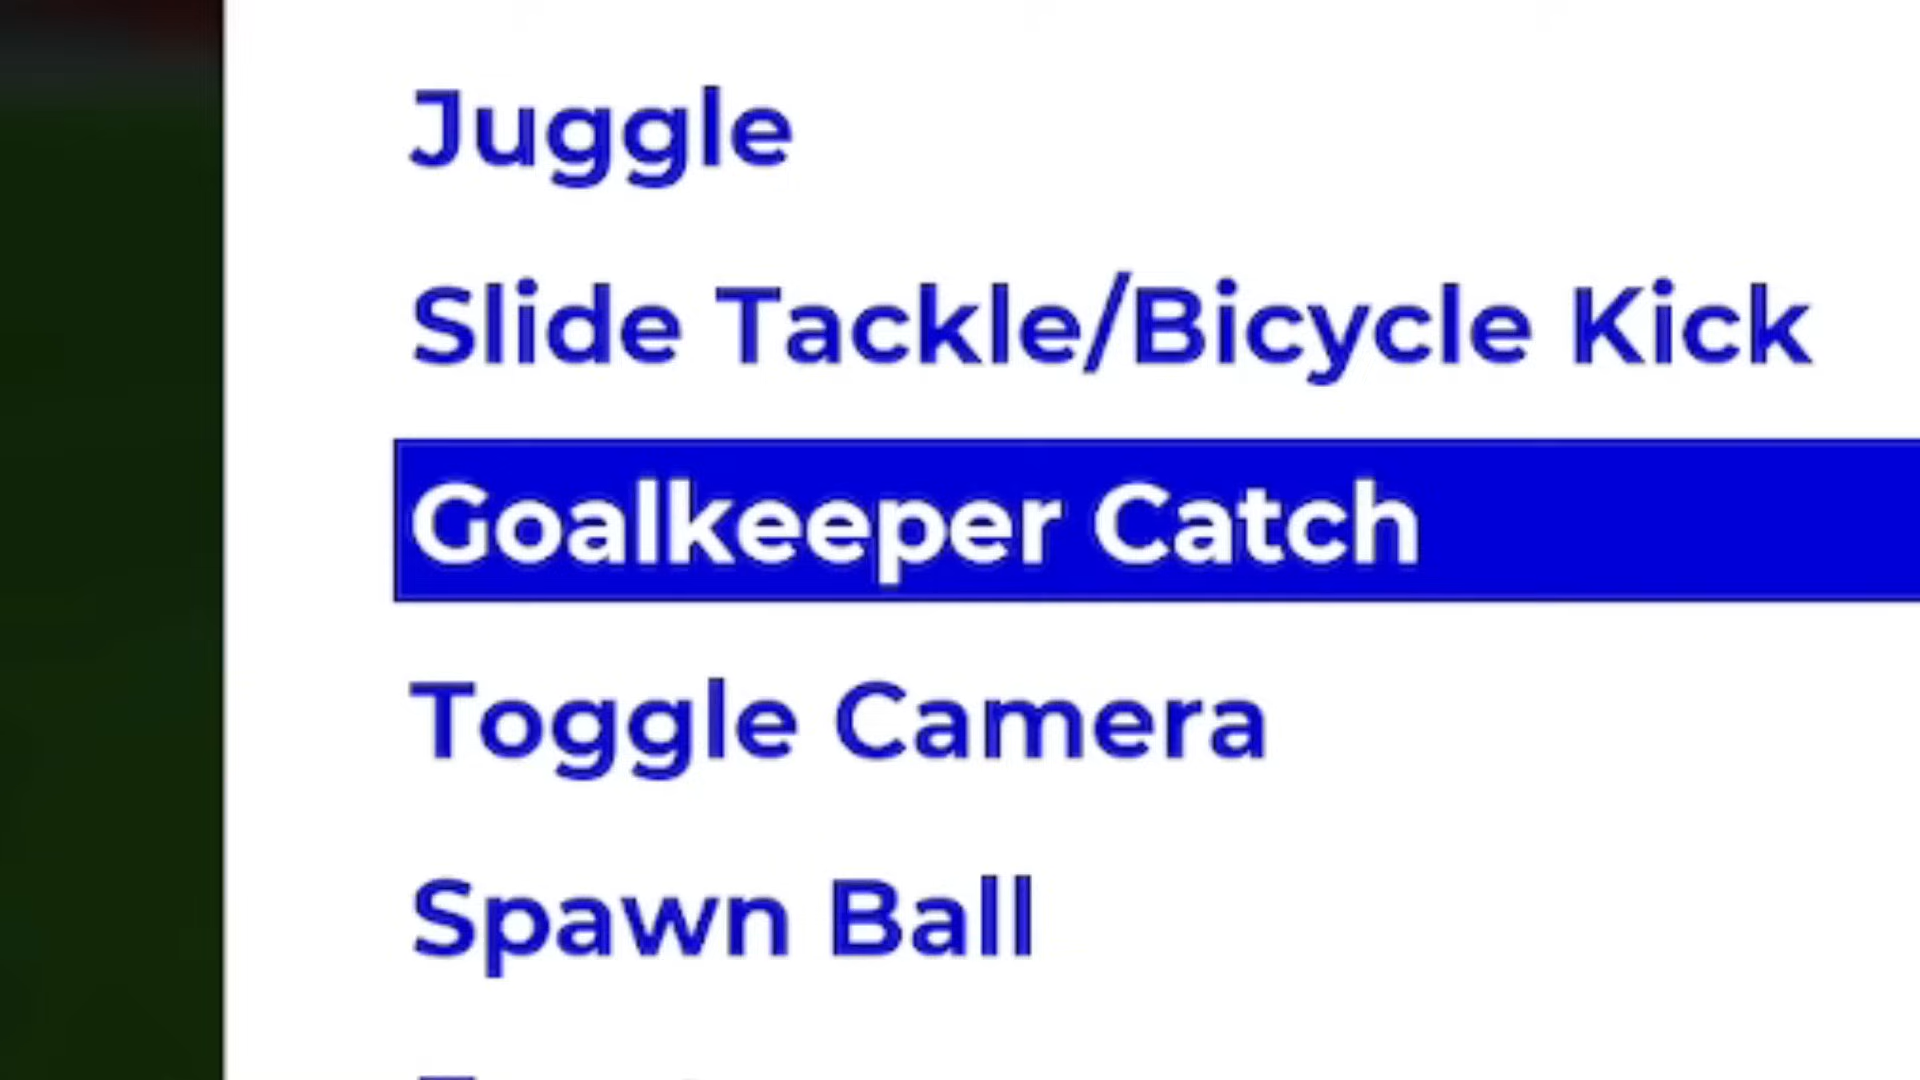 Juggle
Slide Tackle/Bicycle Kick
Goalkeeper Catch
Toggle Camera
Spawn Ball